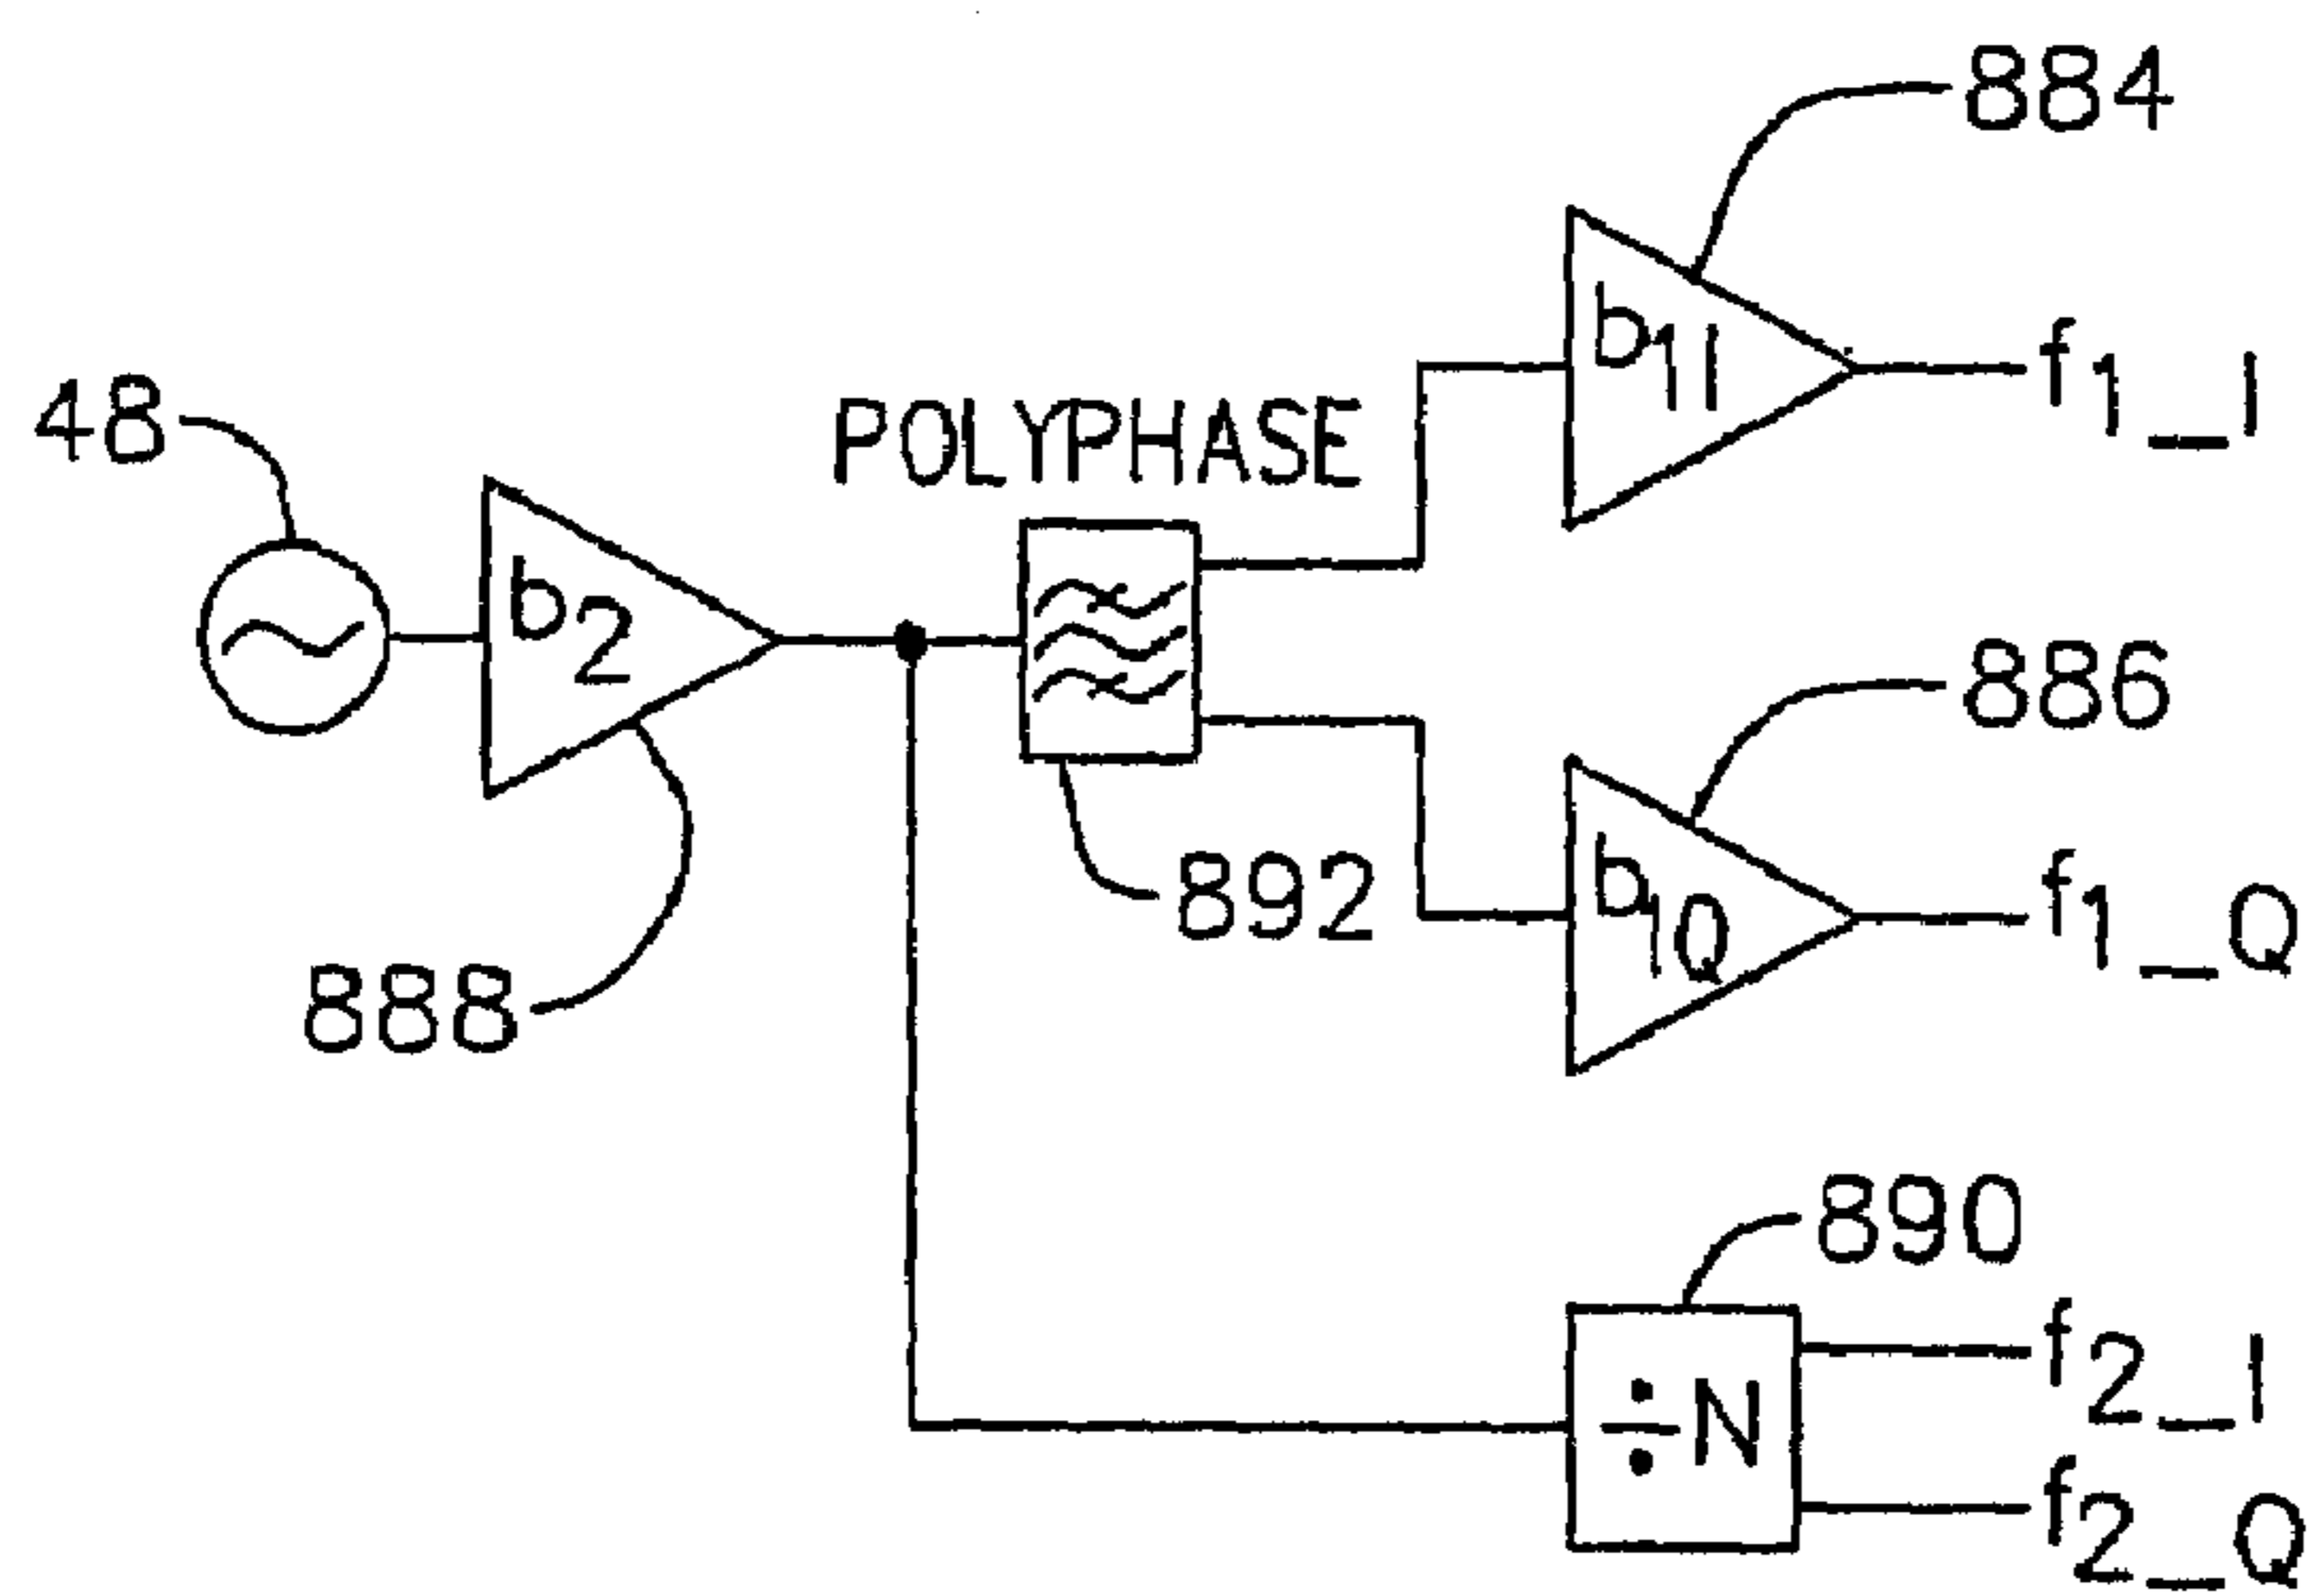 884
b1I
f1_I
48
POLYPHASE
b2
886
892
b1Q
f1_Q
888
890
÷N
f2_I
f2_Q